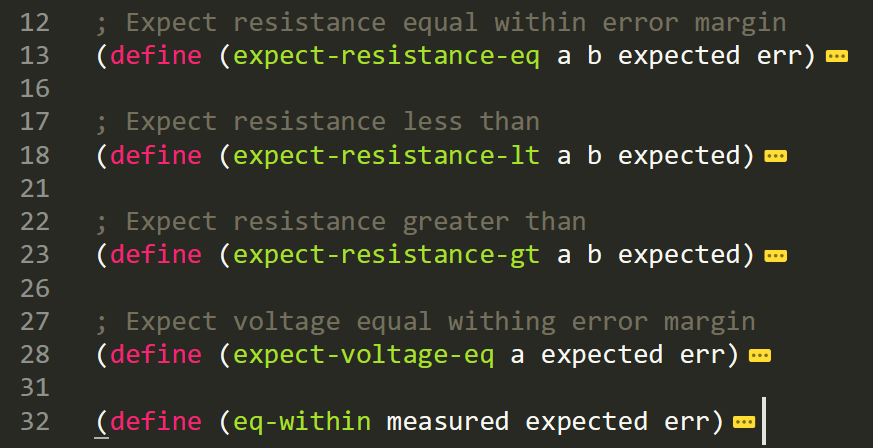 12 ; Expect resistance equal within error margin
13 (define (expect-resistance-eq a b expected err) ···
16
17 ; Expect resistance less than
18 (define (expect-resistance-lt a b expected) ···
21
22 ; Expect resistance greater than
23 (define (expect-resistance-gt a b expected) ···
26
27 ; Expect voltage equal withing error margin
28 (define (expect-voltage-eq a expected err) ···
31
32 (define (eq-within measured expected err) ···